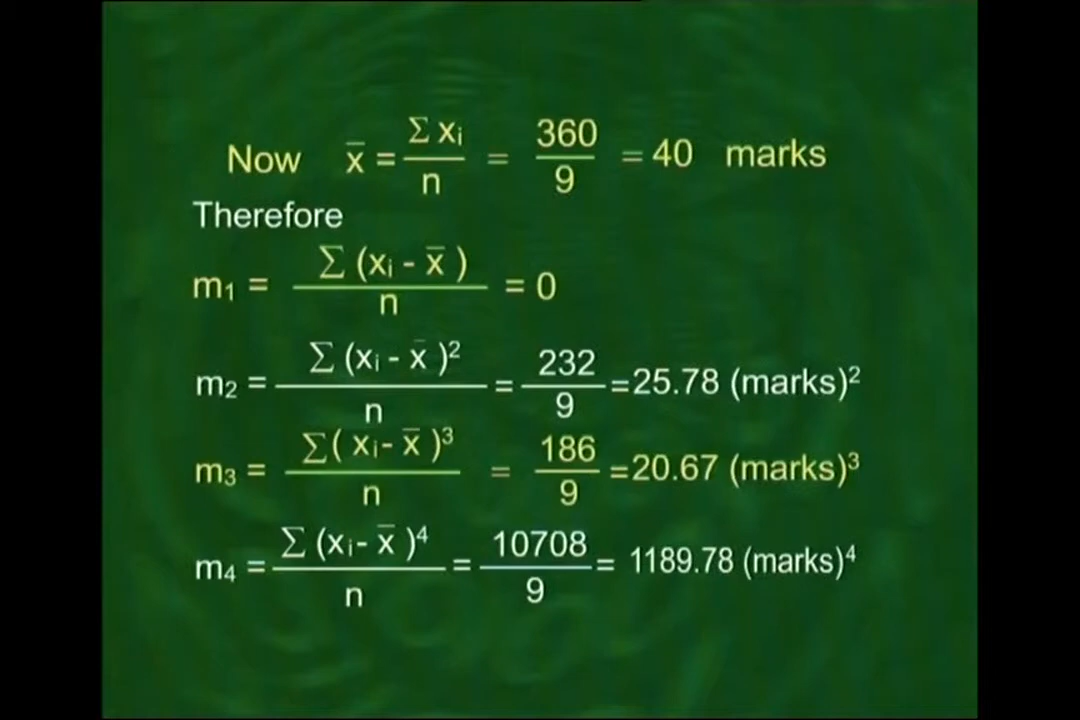 Now x̄ = Σ xi / n = 360 / 9 = 40 marks
Therefore
m1 = Σ (xi - x̄ ) / n = 0
m2 = Σ (xi - x̄ )² / n = 232 / 9 =25.78 (marks)²
m3 = Σ( xi- x̄ )³ / n = 186 / 9 =20.67 (marks)³
m4 = Σ (xi- x̄ )⁴ / n = 10708 / 9 = 1189.78 (marks)⁴